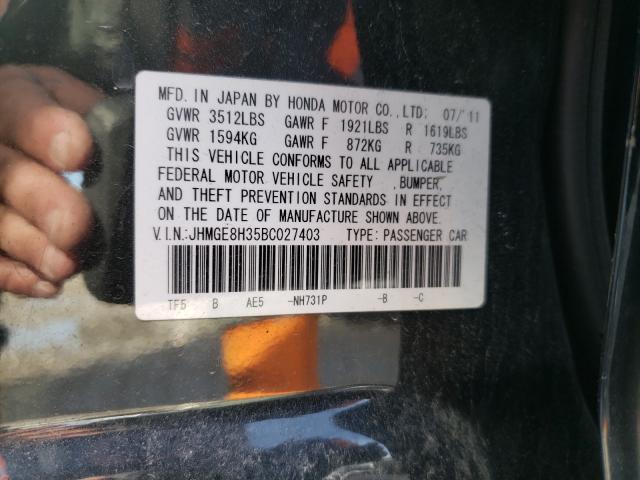 MFD. IN JAPAN BY HONDA MOTOR CO.,LTD: 07/'11
GVWR 3512LBS GAWR F 1921LBS R 1619LBS
GVWR 1594KG GAWR F 872KG R 735KG
THIS VEHICLE CONFORMS TO ALL APPLICABLE
FEDERAL MOTOR VEHICLE SAFETY ,BUMPER,
AND THEFT PREVENTION STANDARDS IN EFFECT
ON THE DATE OF MANUFACTURE SHOWN ABOVE.
V.I.N:JHMGE8H35BC027403 TYPE:PASSENGER CAR
TF5 B AE5 -NH731P -B -C